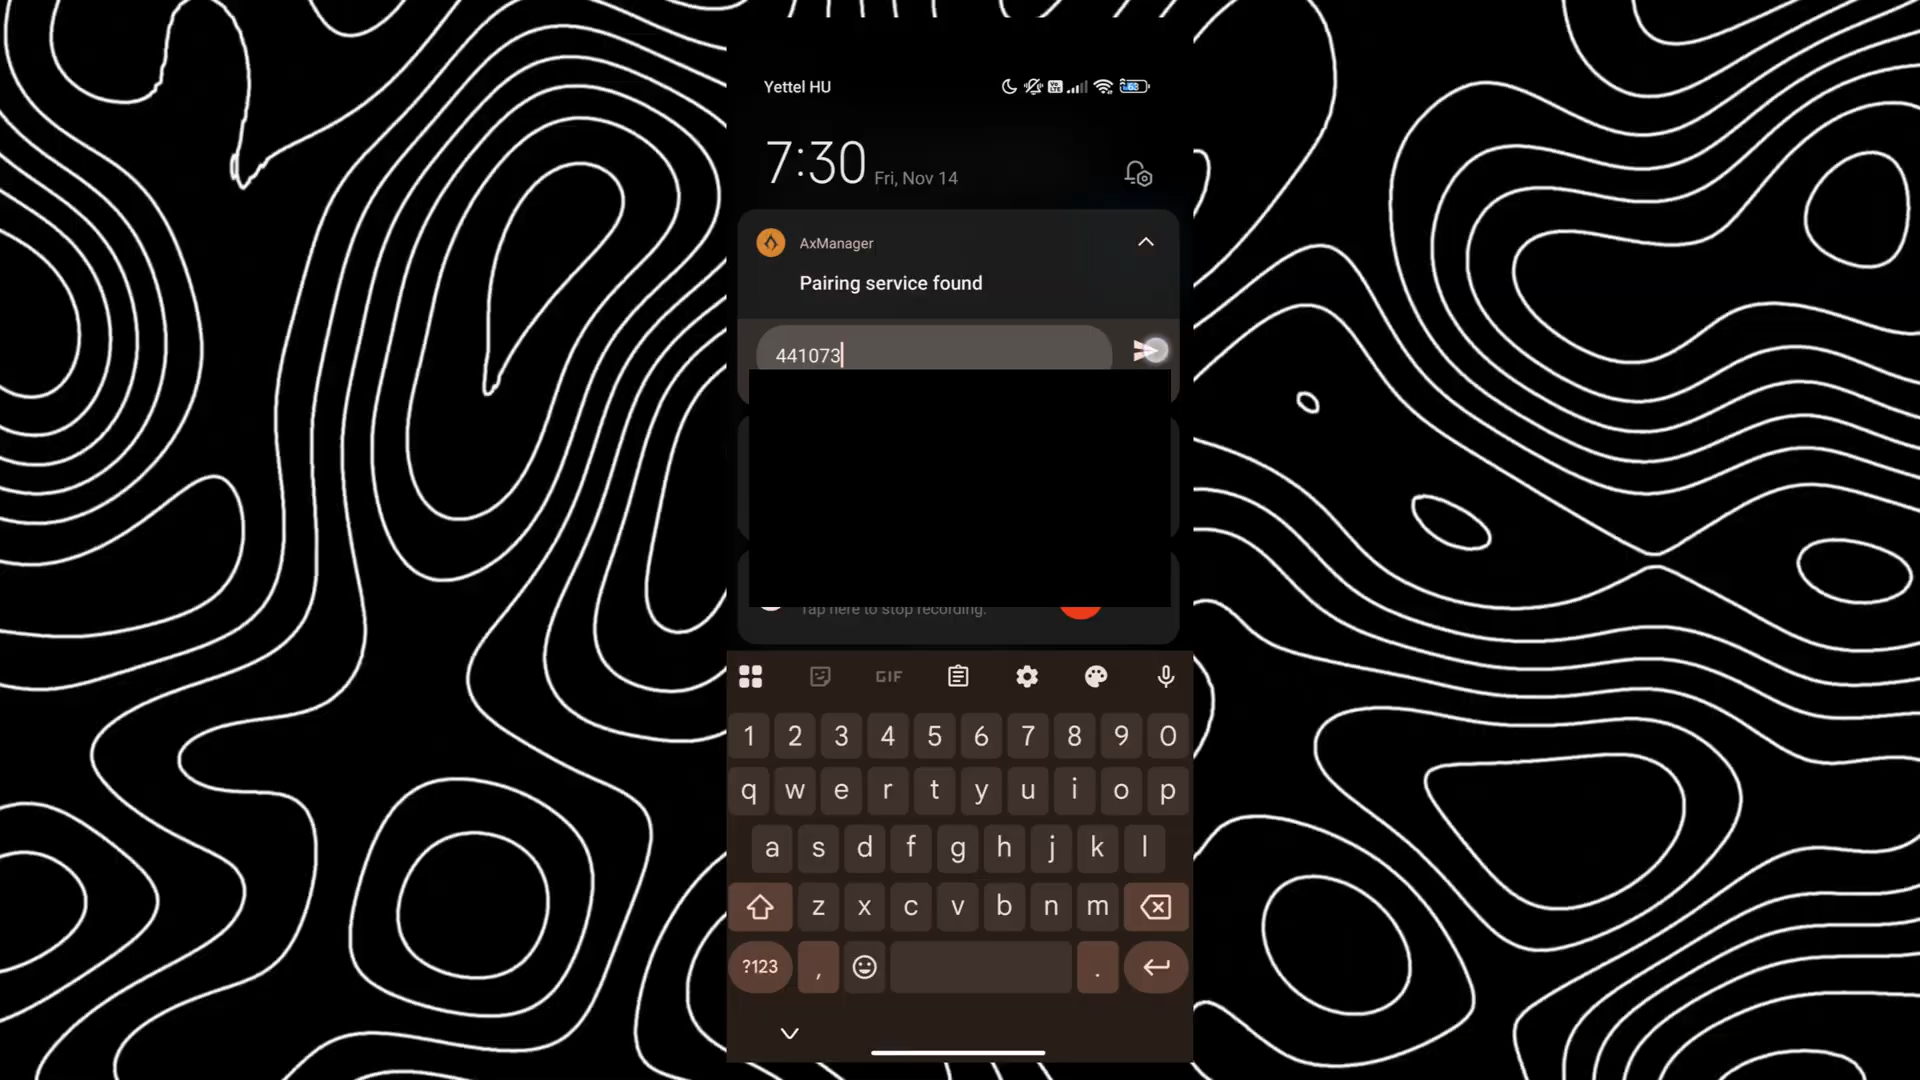 Yettel HU
63
7:30 Fri, Nov 14
AxManager
Pairing service found
441073
Tap here to stop recording.
GIF
1 2 3 4 5 6 7 8 9 0
q w e r t y u i o p
a s d f g h j k l
z x c v b n m
?123 , .